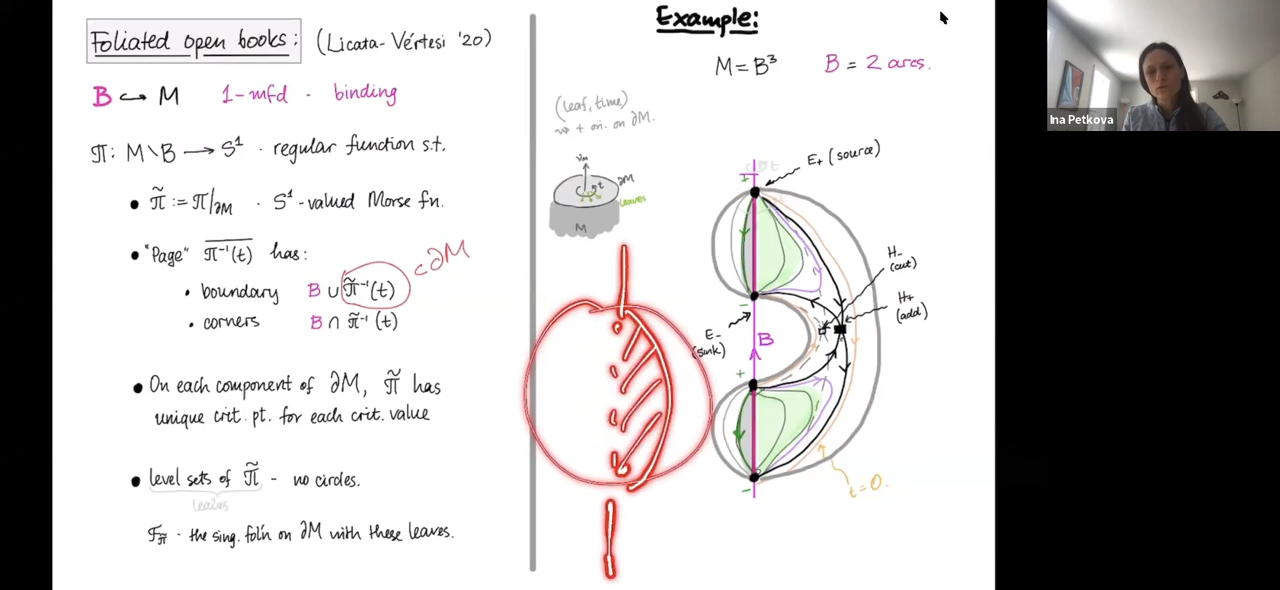 Foliated open books: (Licata-Vértesi '20)
B ↪ M 1-mfd - binding
π: M\B → S¹ · regular function s.t.
• π̃ := π|∂M · S¹-valued Morse fn.
• "Page" \overline{π⁻¹(t)} has:
• boundary B ∪ π̃⁻¹(t) ⊂ ∂M
• corners B ∩ π̃⁻¹(t)
• On each component of ∂M, π̃ has
unique crit. pt. for each crit. value
• level sets of π̃ - no circles.
leaves
F_π̃ - the sing. fol'n on ∂M with these leaves.
Example:
M = B³ B = 2 arcs.
(leaf, time)
⇝ + ori. on ∂M.
t
∂M
leaves
M
E+ (source)
H-
(cut)
H+
(add)
E-
(sink)
B
+
-
+
-
t=0.
Ina Petkova